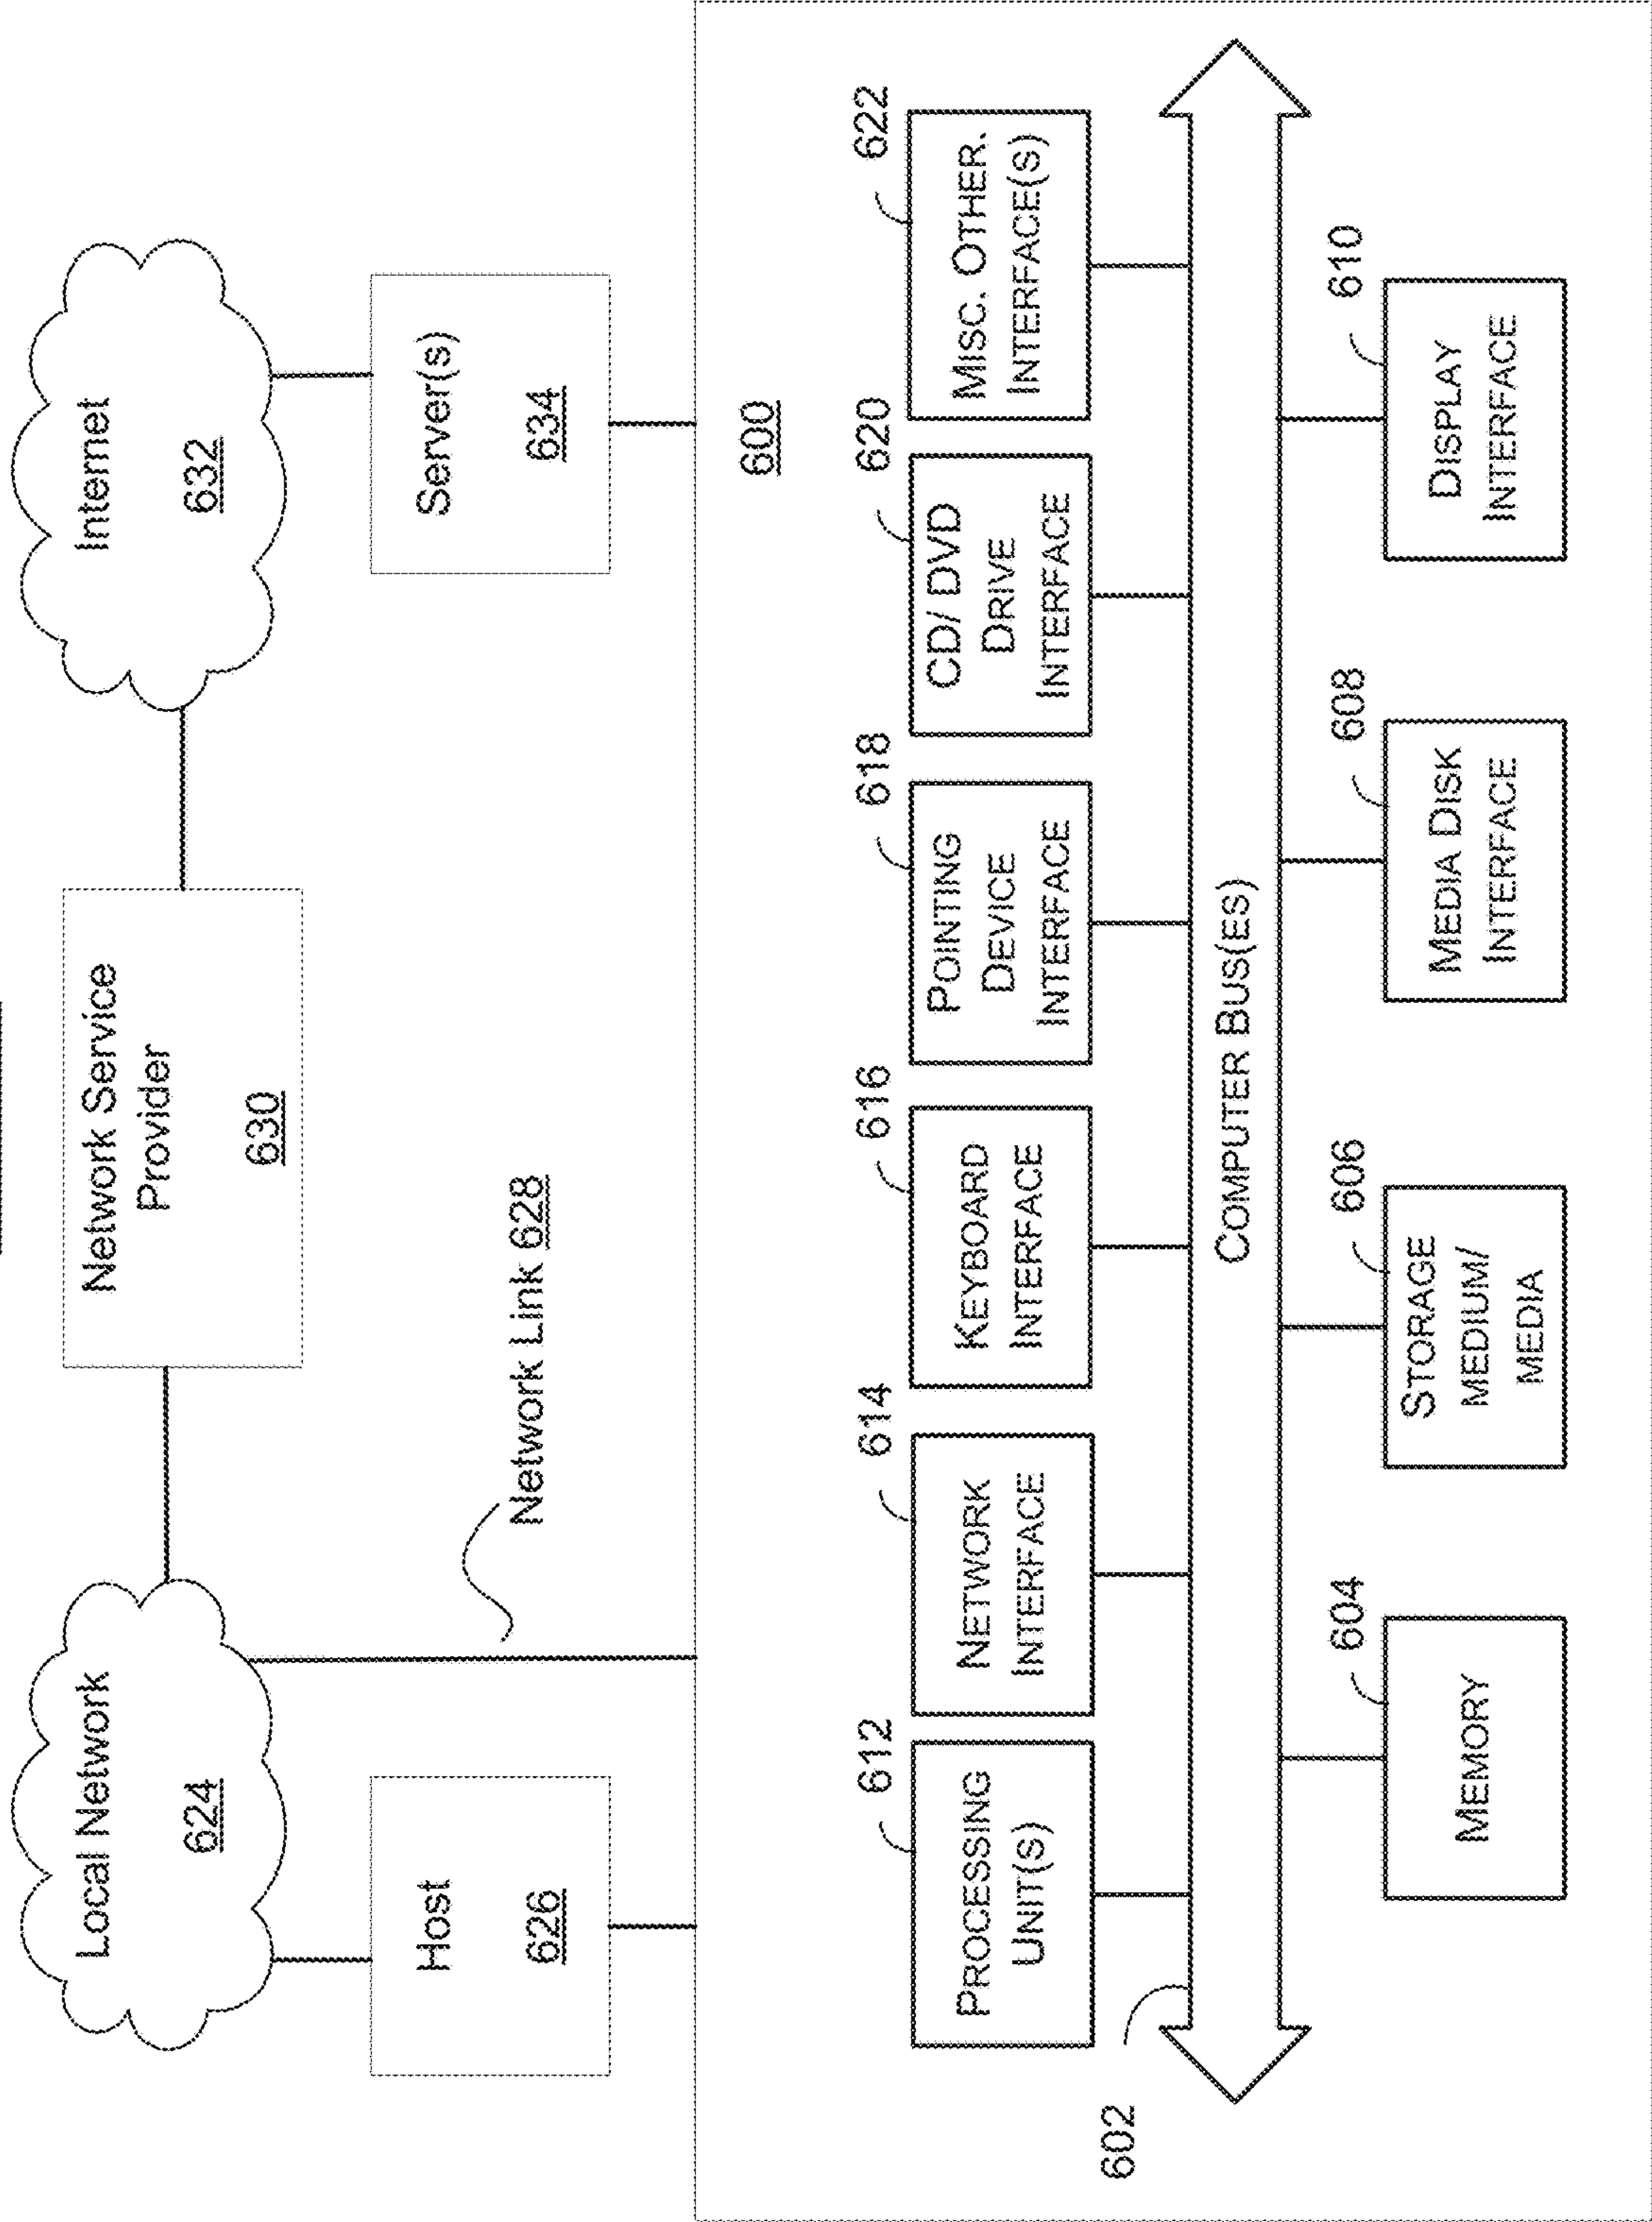 Local Network
624
Network Service
Provider
630
Internet
632
Host
626
Network Link 628
Server(s)
634
600
612
PROCESSING
UNIT(S)
614
NETWORK
INTERFACE
616
KEYBOARD
INTERFACE
618
POINTING
DEVICE
INTERFACE
620
CD/ DVD
DRIVE
INTERFACE
622
MISC. OTHER.
INTERFACE(S)
602
COMPUTER BUS(ES)
604
MEMORY
606
STORAGE
MEDIUM/
MEDIA
608
MEDIA DISK
INTERFACE
610
DISPLAY
INTERFACE